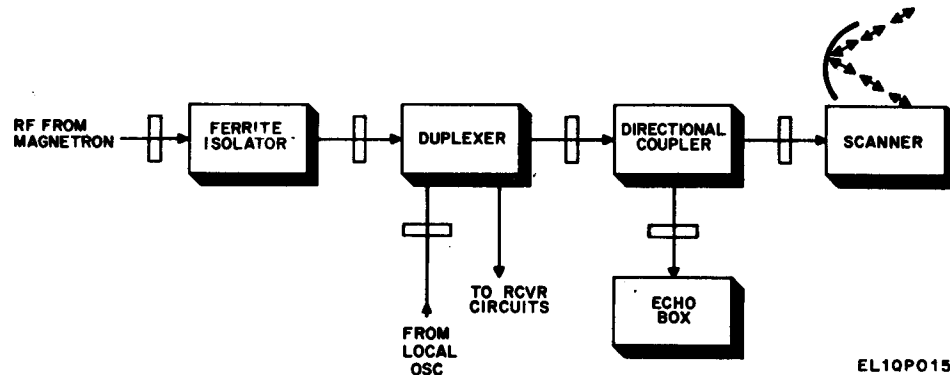 RF FROM
MAGNETRON
FERRITE
ISOLATOR
DUPLEXER
DIRECTIONAL
COUPLER
SCANNER
TO RCVR
CIRCUITS
FROM
LOCAL
OSC
ECHO
BOX
EL1QP015